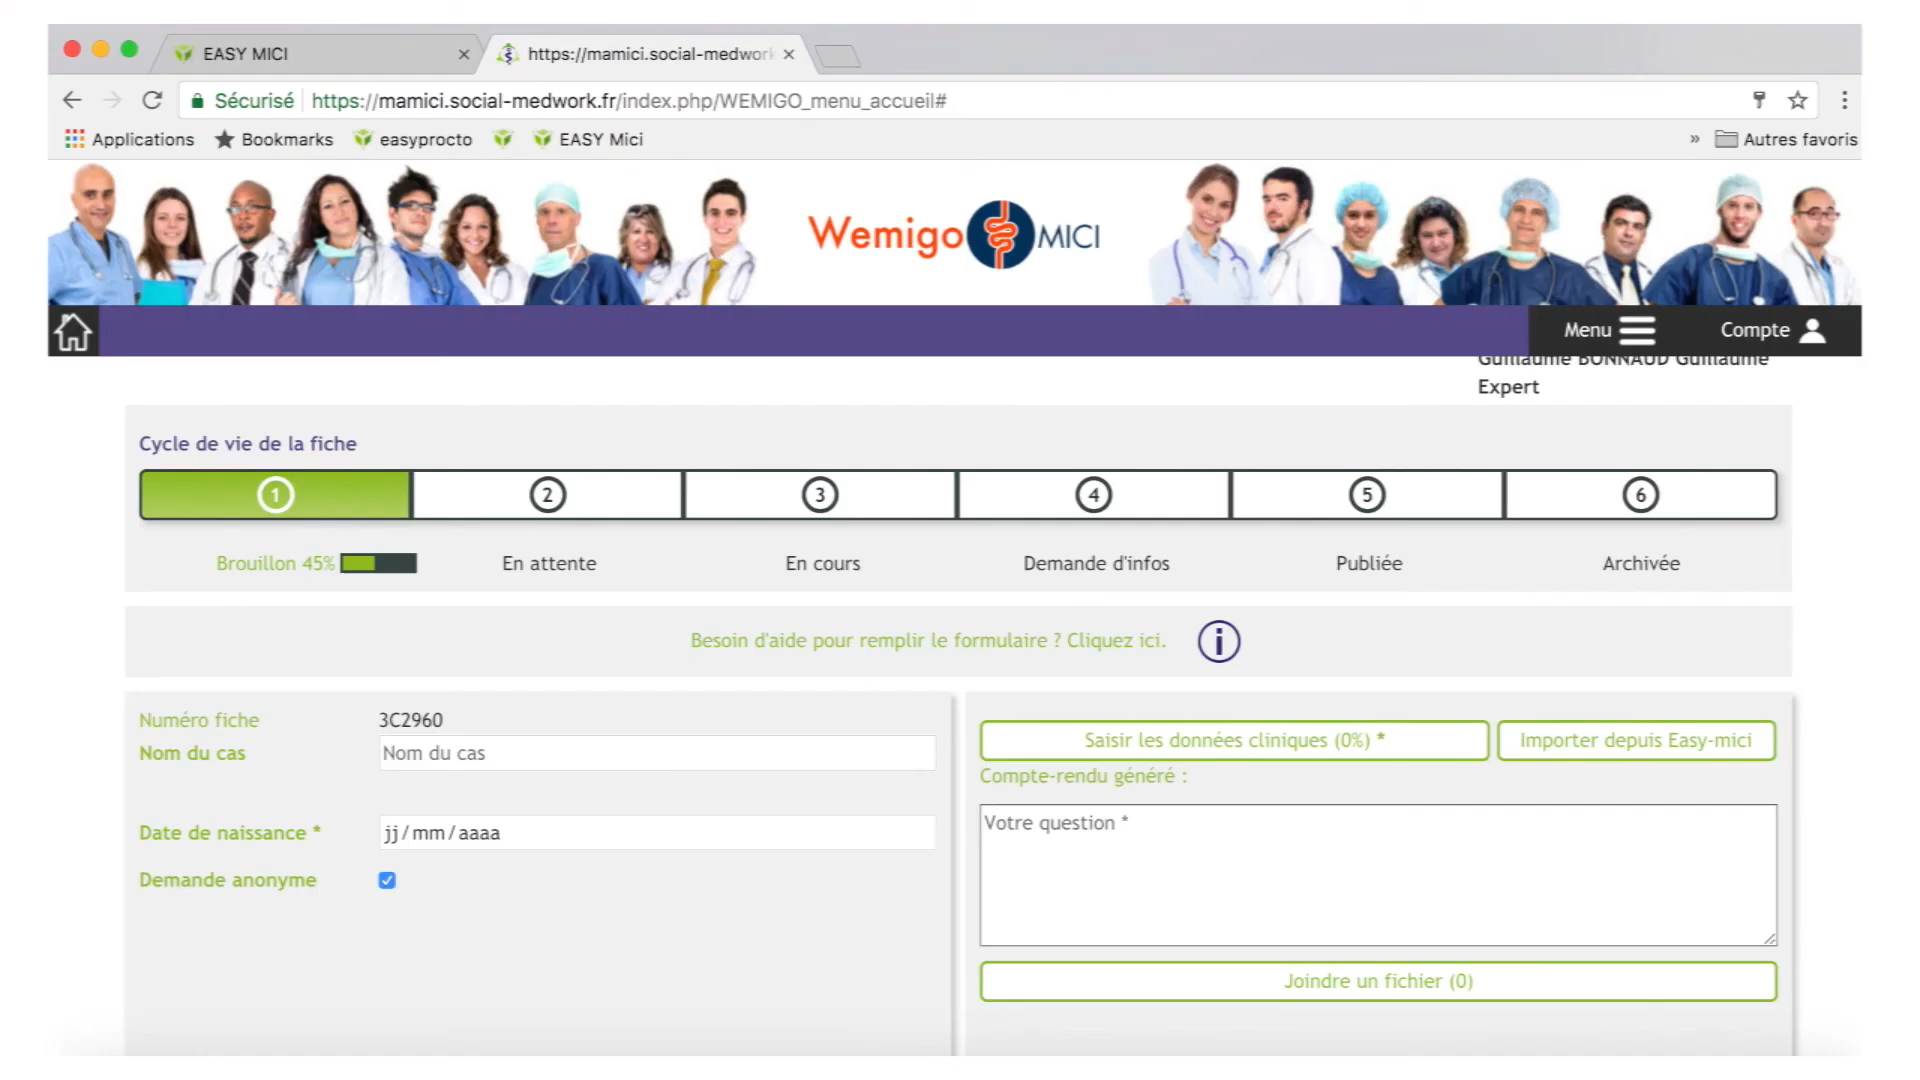 EASY MICI
https://mamici.social-medwork
Sécurisé https://mamici.social-medwork.fr/index.php/WEMIGO_menu_accueil#
Applications Bookmarks easyprocto EASY Mici » Autres favoris
Wemigo MICI
Menu Compte
Guillaume BONNAUD Guillaume
Expert
Cycle de vie de la fiche
1 2 3 4 5 6
Brouillon 45% En attente En cours Demande d'infos Publiée Archivée
Besoin d'aide pour remplir le formulaire ? Cliquez ici. i
Numéro fiche 3C2960
Nom du cas Nom du cas
Date de naissance * jj/mm/aaaa
Demande anonyme
Saisir les données cliniques (0%) * Importer depuis Easy-mici
Compte-rendu généré :
Votre question *
Joindre un fichier (0)